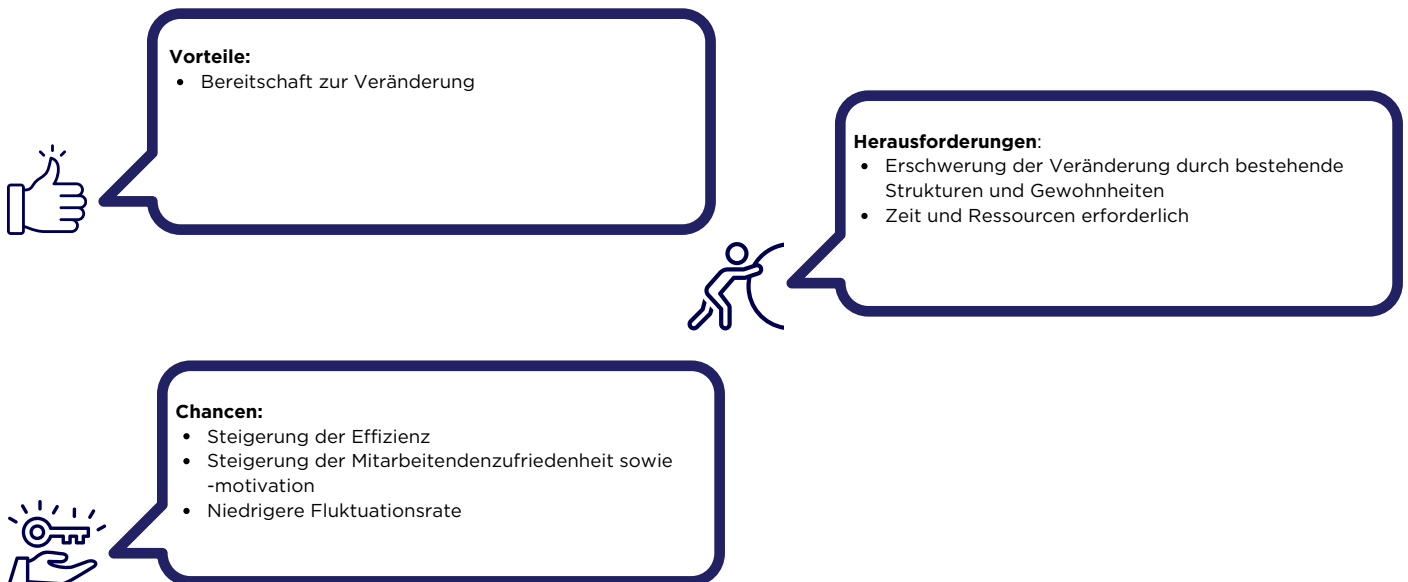 Vorteile:
• Bereitschaft zur Veränderung
Herausforderungen:
• Erschwerung der Veränderung durch bestehende
Strukturen und Gewohnheiten
• Zeit und Ressourcen erforderlich
Chancen:
• Steigerung der Effizienz
• Steigerung der Mitarbeitendenzufriedenheit sowie
-motivation
• Niedrigere Fluktuationsrate